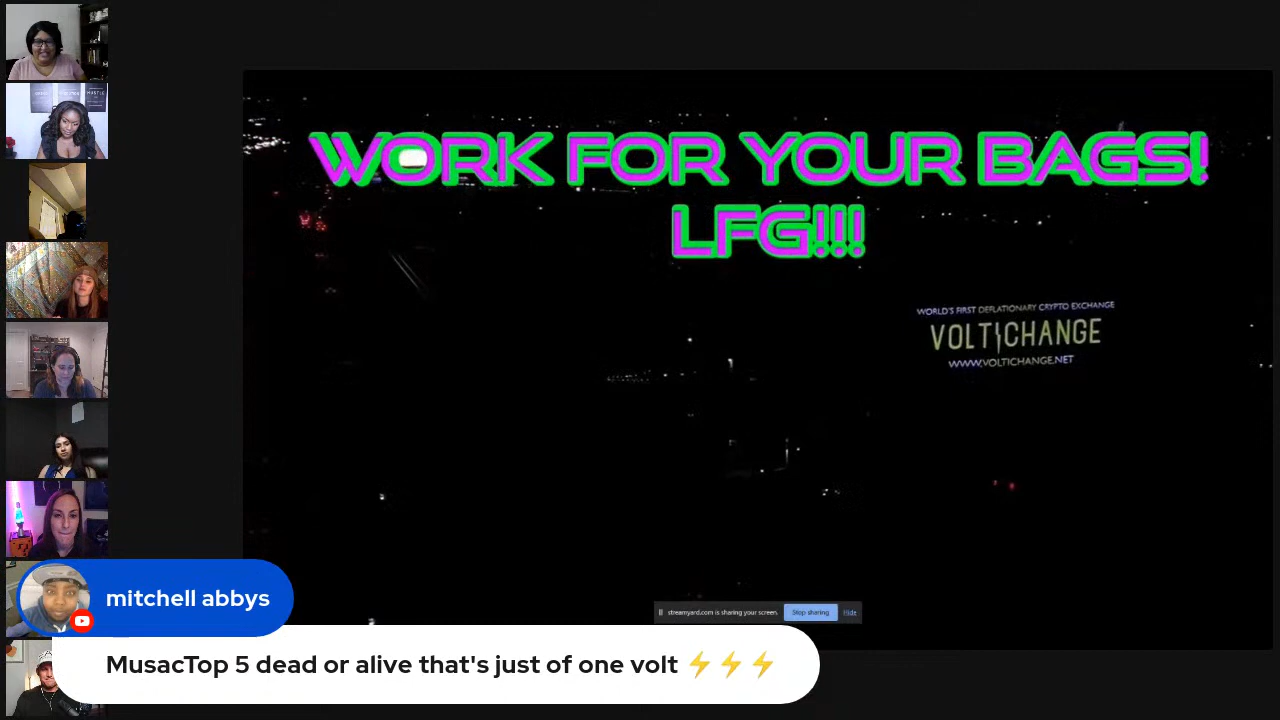 WORK FOR YOUR BAGS!
LFG!!!
WORLD'S FIRST DEFLATIONARY CRYPTO EXCHANGE
VOLTICHANGE
WWW.VOLTICHANGE.NET
streamyard.com is sharing your screen.
Stop sharing
Hide
mitchell abbys
MusacTop 5 dead or alive that's just of one volt ⚡⚡⚡